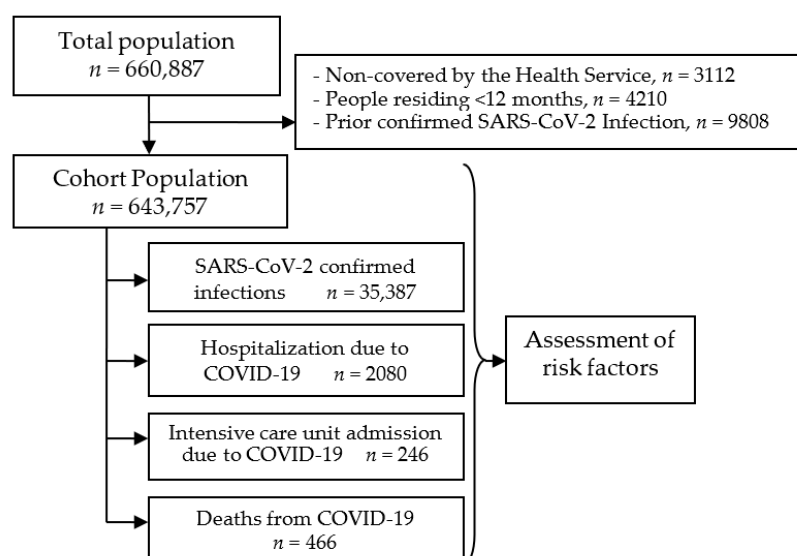 Total population
n = 660,887
- Non-covered by the Health Service, n = 3112
- People residing <12 months, n = 4210
- Prior confirmed SARS-CoV-2 Infection, n = 9808
Cohort Population
n = 643,757
SARS-CoV-2 confirmed
infections n = 35,387
Hospitalization due to
COVID-19 n = 2080
Intensive care unit admission
due to COVID-19 n = 246
Deaths from COVID-19
n = 466
Assessment of
risk factors